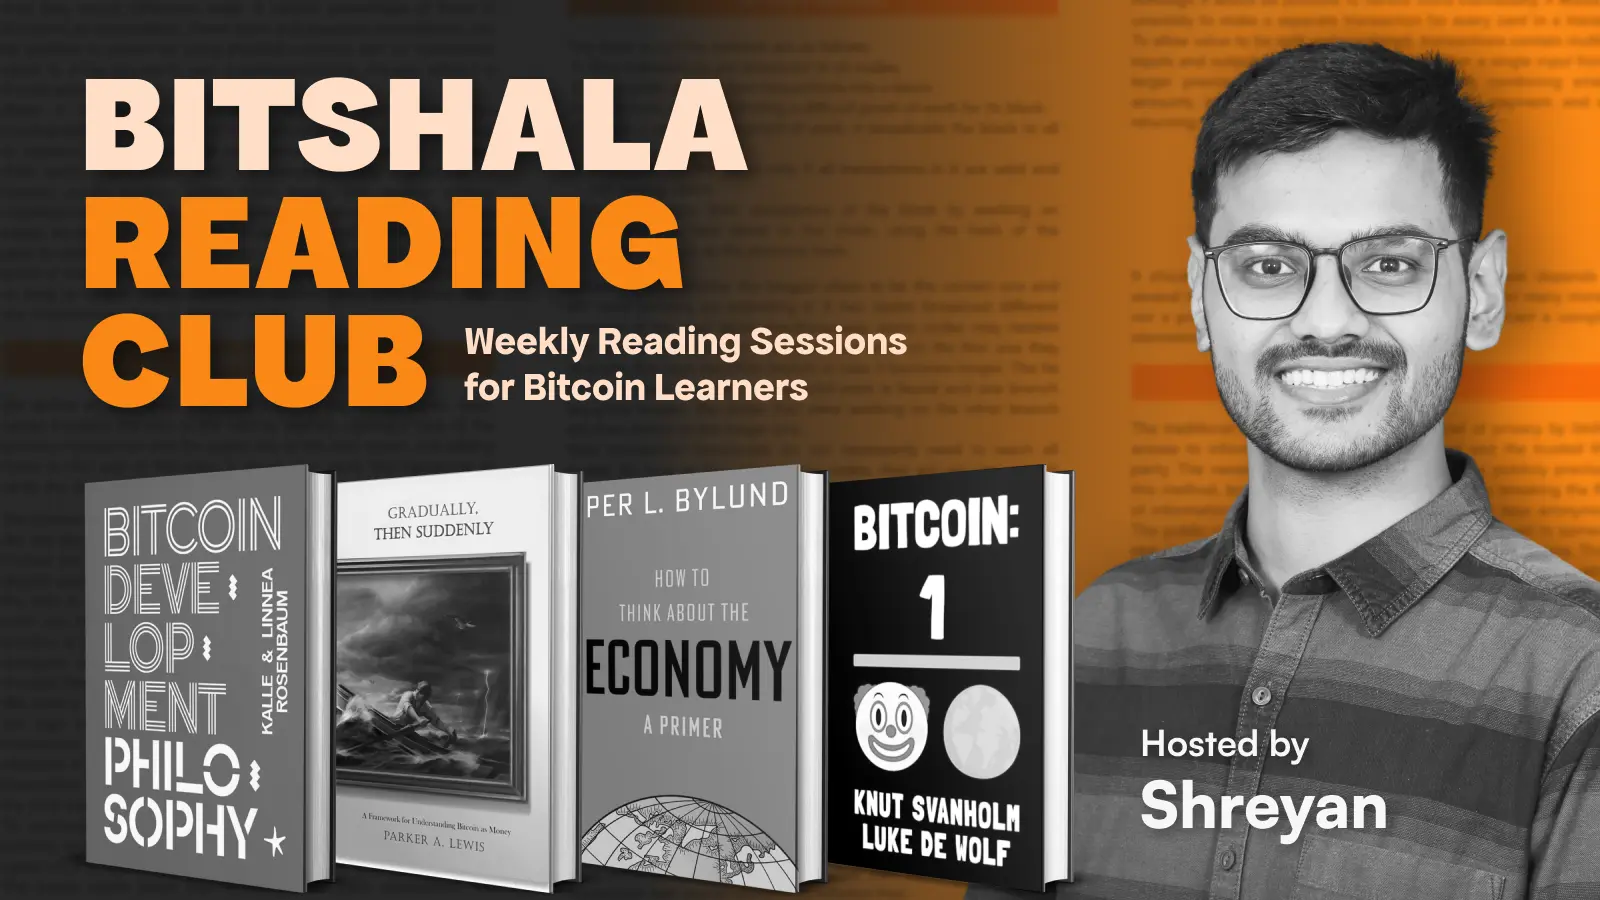 BITSHALA
READING
CLUB
Weekly Reading Sessions
for Bitcoin Learners
BITCOIN
DEVE
LOP
MENT
PHILO
SOPHY
KALLE & LINNEA
ROSENBAUM
GRADUALLY,
THEN SUDDENLY
A Framework for Understanding Bitcoin as Money
PARKER A. LEWIS
PER L. BYLUND
HOW TO
THINK ABOUT THE
ECONOMY
A PRIMER
BITCOIN:
1
KNUT SVANHOLM
LUKE DE WOLF
Hosted by
Shreyan